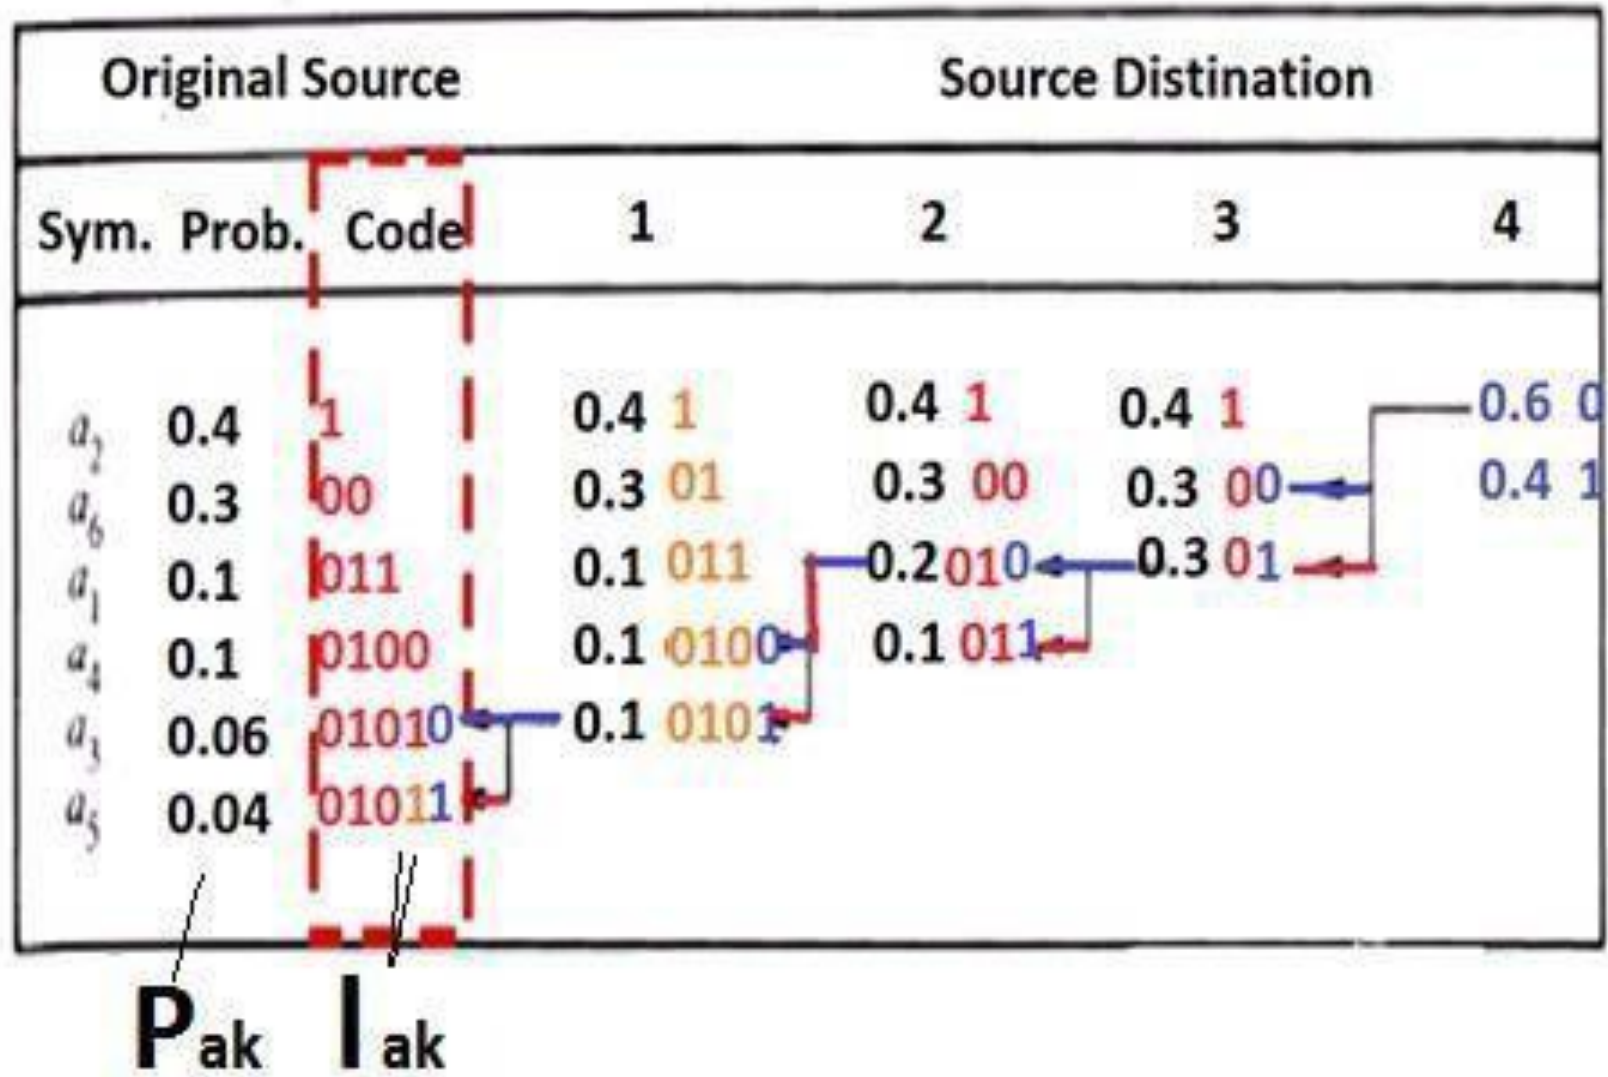 Original Source Source Distination
Sym. Prob. Code 1 2 3 4
a2 0.4 1 0.4 1 0.4 1 0.4 1 0.6 0
a6 0.3 00 0.3 01 0.3 00 0.3 00 0.4 1
a1 0.1 011 0.1 011 0.2 010 0.3 01
a4 0.1 0100 0.1 0100 0.1 011
a3 0.06 01010 0.1 0101
a5 0.04 01011
Pak lak